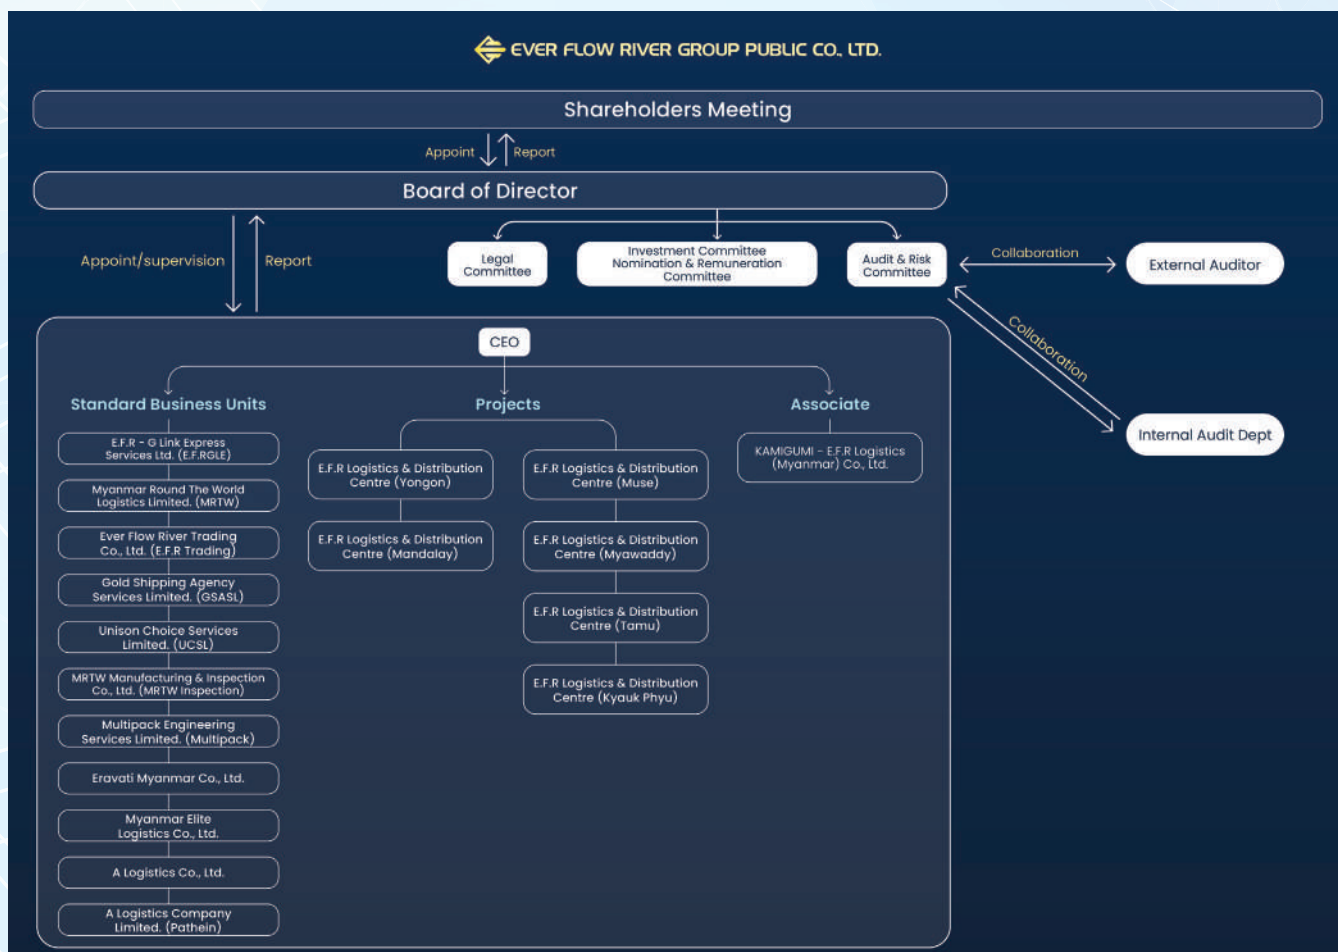 EVER FLOW RIVER GROUP PUBLIC CO., LTD.
Shareholders Meeting
Appoint
Report
Board of Director
Appoint/supervision
Report
Legal
Committee
Investment Committee
Nomination & Remuneration
Committee
Audit & Risk
Committee
Collaboration
External Auditor
Collaboration
Internal Audit Dept
CEO
Standard Business Units
E.F.R - G Link Express
Services Ltd. (E.F.RGLE)
Myanmar Round The World
Logistics Limited. (MRTW)
Ever Flow River Trading
Co., Ltd. (E.F.R Trading)
Gold Shipping Agency
Services Limited. (GSASL)
Unison Choice Services
Limited. (UCSL)
MRTW Manufacturing & Inspection
Co., Ltd. (MRTW Inspection)
Multipack Engineering
Services Limited. (Multipack)
Eravati Myanmar Co., Ltd.
Myanmar Elite
Logistics Co., Ltd.
A Logistics Co., Ltd.
A Logistics Company
Limited. (Pathein)
Projects
E.F.R Logistics & Distribution
Centre (Yongon)
E.F.R Logistics & Distribution
Centre (Mandalay)
E.F.R Logistics & Distribution
Centre (Muse)
E.F.R Logistics & Distribution
Centre (Myawaddy)
E.F.R Logistics & Distribution
Centre (Tamu)
E.F.R Logistics & Distribution
Centre (Kyauk Phyu)
Associate
KAMIGUMI - E.F.R Logistics
(Myanmar) Co., Ltd.